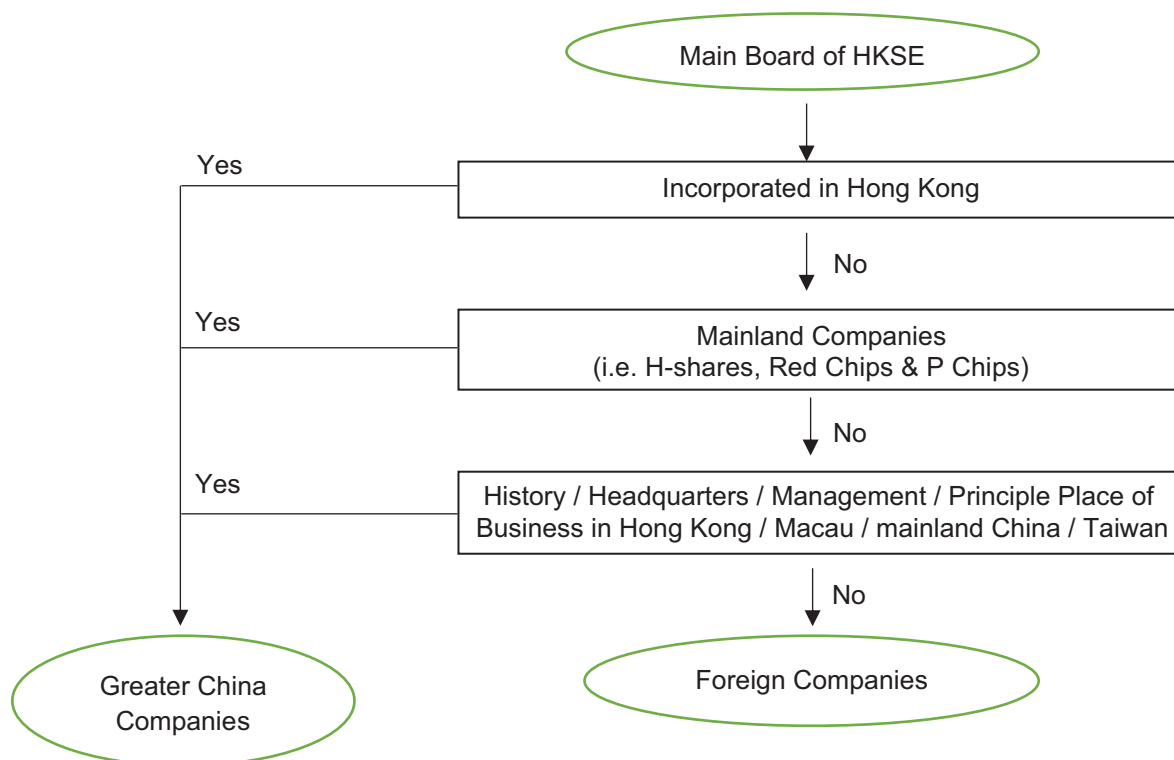 Main Board of HKSE
Yes
Incorporated in Hong Kong
No
Yes
Mainland Companies
(i.e. H-shares, Red Chips & P Chips)
No
Yes
History / Headquarters / Management / Principle Place of
Business in Hong Kong / Macau / mainland China / Taiwan
No
Greater China
Companies
Foreign Companies